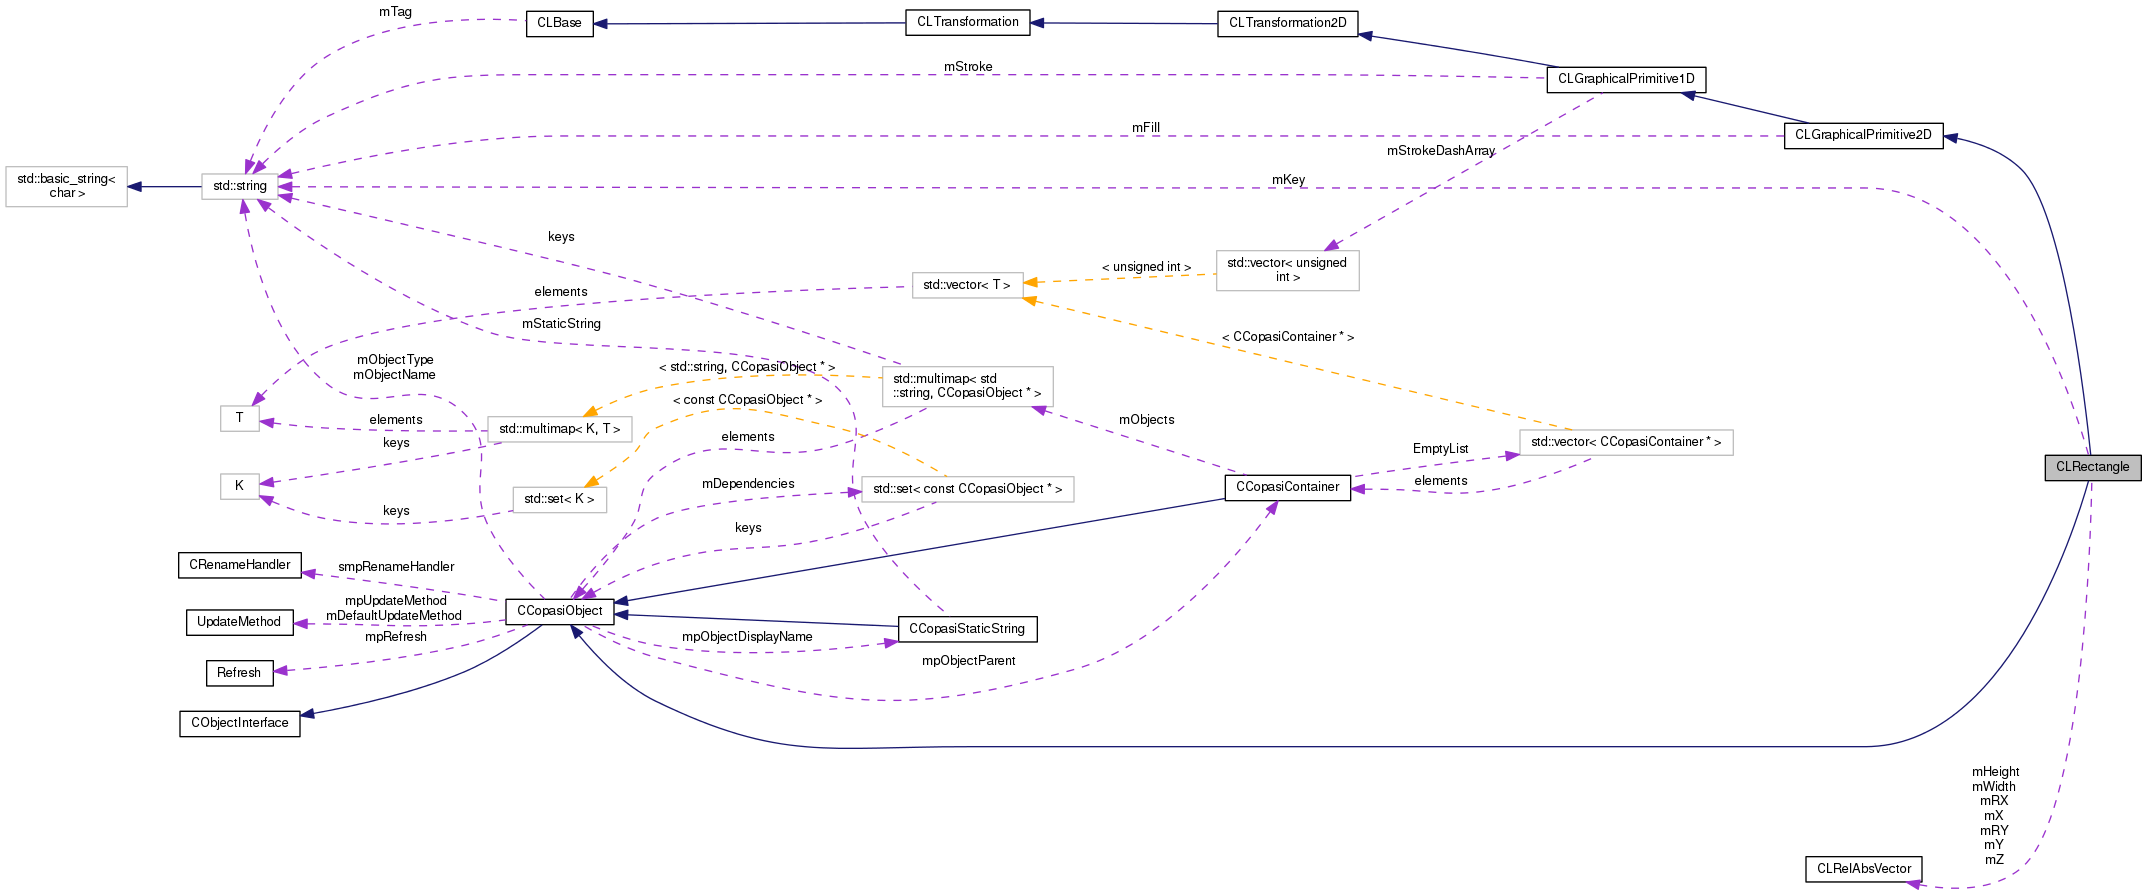 mTag
CLBase
CLTransformation
CLTransformation2D
mStroke
CLGraphicalPrimitive1D
mFill
CLGraphicalPrimitive2D
mStrokeDashArray
std::basic_string<
char >
std::string
mKey
keys
std::vector< unsigned
int >
< unsigned int >
std::vector< T >
elements
mStaticString
< CCopasiContainer * >
mObjectType
mObjectName
< std::string, CCopasiObject * >
std::multimap< std
::string, CCopasiObject * >
< const CCopasiObject * >
T
elements
std::multimap< K, T >
keys
elements
mObjects
EmptyList
std::vector< CCopasiContainer * >
elements
CLRectangle
K
std::set< K >
keys
mDependencies
std::set< const CCopasiObject * >
CCopasiContainer
keys
CRenameHandler
smpRenameHandler
mpUpdateMethod
mDefaultUpdateMethod
UpdateMethod
CCopasiObject
CCopasiStaticString
mpObjectDisplayName
mpRefresh
Refresh
mpObjectParent
CObjectInterface
mHeight
mWidth
mRX
mX
mRY
mY
mZ
CLRelAbsVector